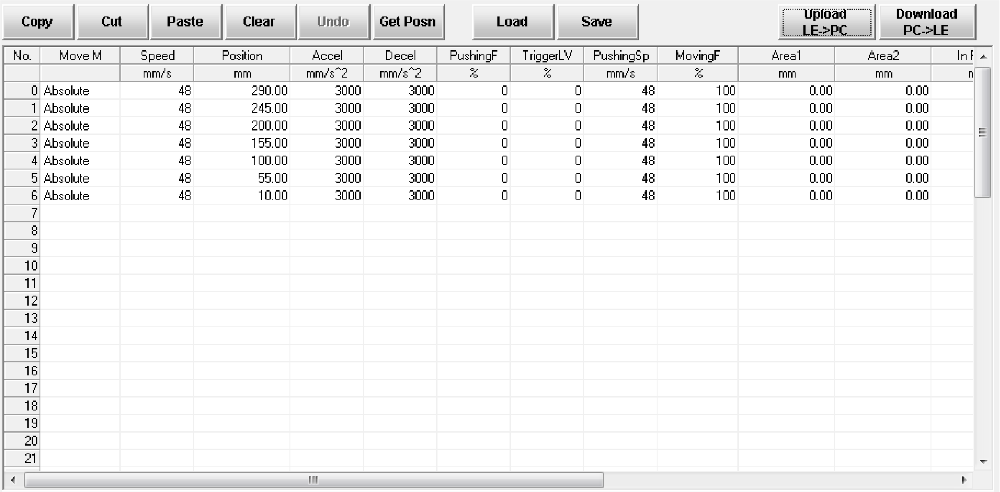 Copy Cut Paste Clear Undo Get Posn Load Save Upload LE->PC Download PC->LE
No. Move M Speed Position Accel Decel PushingF TriggerLV PushingSp MovingF Area1 Area2 In
mm/s mm mm/s^2 mm/s^2 % % mm/s % mm mm
0 Absolute 48 290.00 3000 3000 0 0 48 100 0.00 0.00
1 Absolute 48 245.00 3000 3000 0 0 48 100 0.00 0.00
2 Absolute 48 200.00 3000 3000 0 0 48 100 0.00 0.00
3 Absolute 48 155.00 3000 3000 0 0 48 100 0.00 0.00
4 Absolute 48 100.00 3000 3000 0 0 48 100 0.00 0.00
5 Absolute 48 55.00 3000 3000 0 0 48 100 0.00 0.00
6 Absolute 48 10.00 3000 3000 0 0 48 100 0.00 0.00
7
8
9
10
11
12
13
14
15
16
17
18
19
20
21